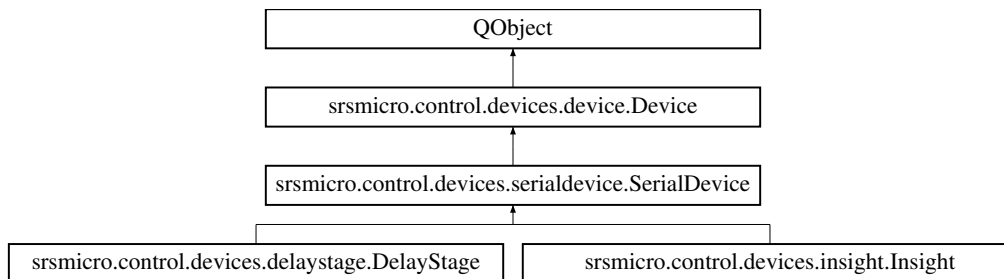 QObject
srsmicro.control.devices.device.Device
srsmicro.control.devices.serialdevice.SerialDevice
srsmicro.control.devices.delaystage.DelayStage
srsmicro.control.devices.insight.Insight